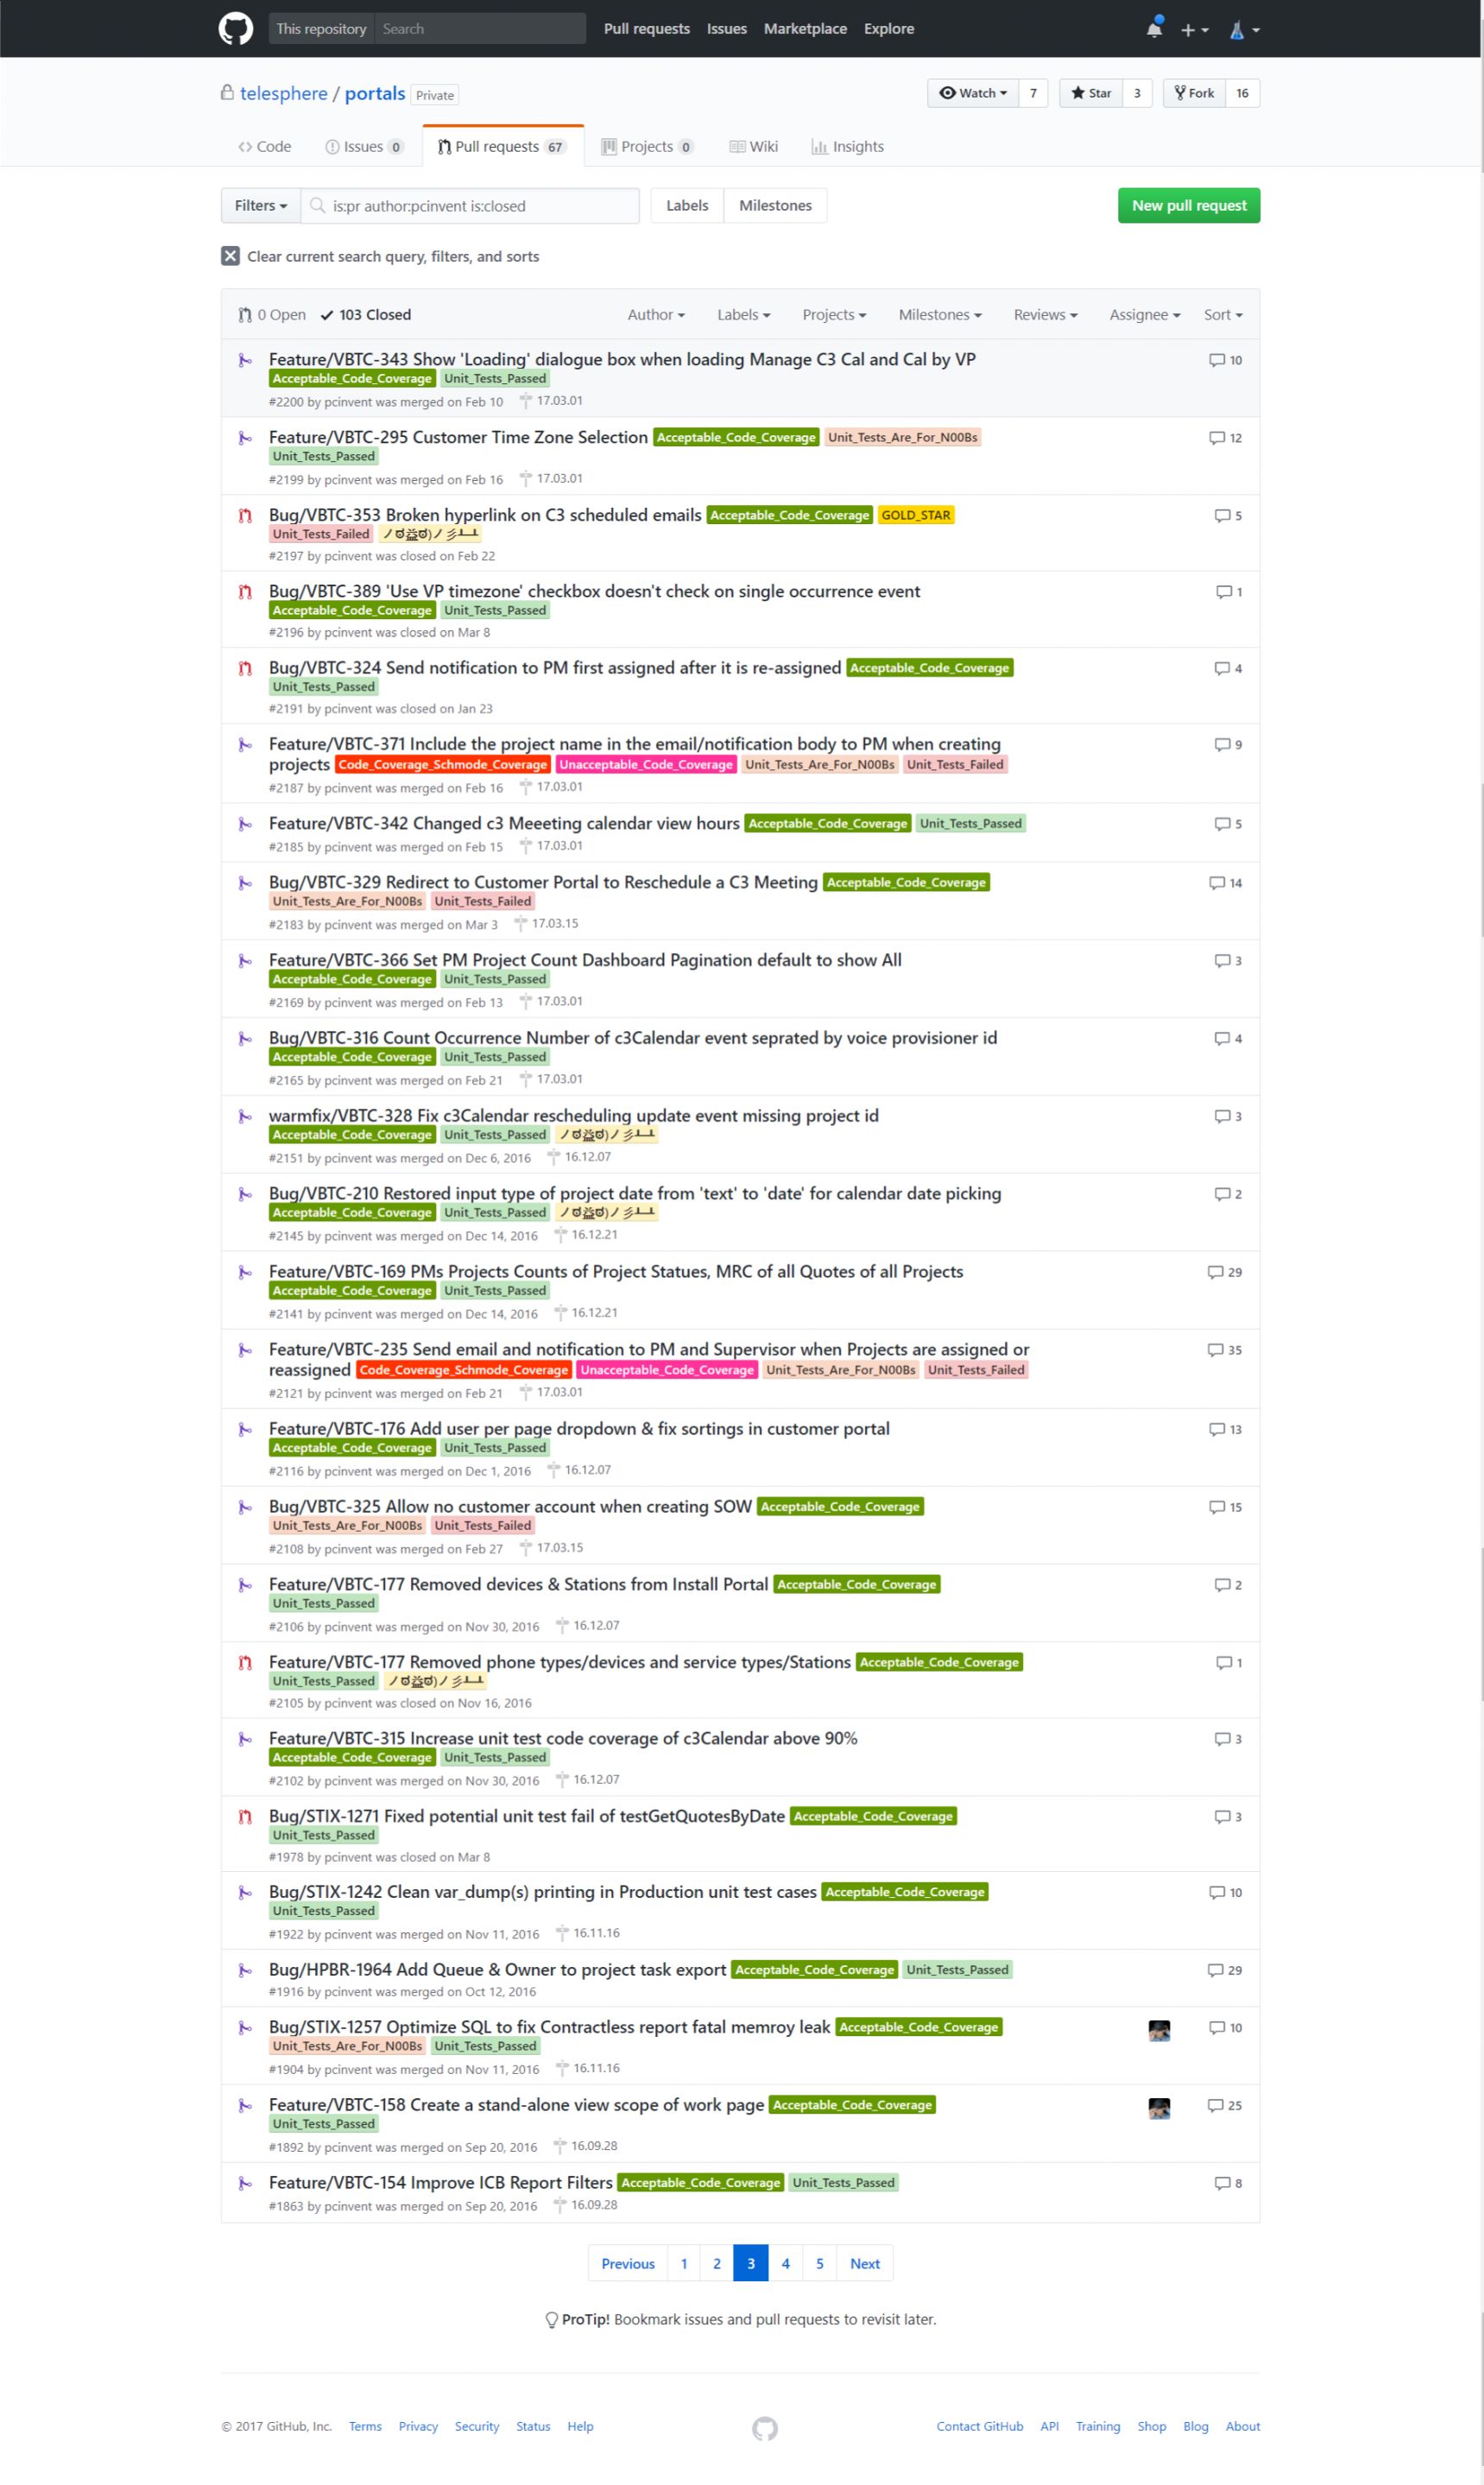 This repository Search Pull requests Issues Marketplace Explore
telesphere / portals Private Watch 7 Star 3 Fork 16
Code Issues 0 Pull requests 67 Projects 0 Wiki Insights
Filters is:pr author:pcinvent is:closed Labels Milestones New pull request
Clear current search query, filters, and sorts
0 Open 103 Closed Author Labels Projects Milestones Reviews Assignee Sort
Feature/VBTC-343 Show 'Loading' dialogue box when loading Manage C3 Cal and Cal by VP 10
Acceptable_Code_Coverage Unit_Tests_Passed
#2200 by pcinvent was merged on Feb 10 17.03.01
Feature/VBTC-295 Customer Time Zone Selection Acceptable_Code_Coverage Unit_Tests_Are_For_N00Bs 12
Unit_Tests_Passed
#2199 by pcinvent was merged on Feb 16 17.03.01
Bug/VBTC-353 Broken hyperlink on C3 scheduled emails Acceptable_Code_Coverage GOLD_STAR 5
Unit_Tests_Failed ノಠ益ಠ)ノ彡┻━┻
#2197 by pcinvent was closed on Feb 22
Bug/VBTC-389 'Use VP timezone' checkbox doesn't check on single occurrence event 1
Acceptable_Code_Coverage Unit_Tests_Passed
#2196 by pcinvent was closed on Mar 8
Bug/VBTC-324 Send notification to PM first assigned after it is re-assigned Acceptable_Code_Coverage 4
Unit_Tests_Passed
#2191 by pcinvent was closed on Jan 23
Feature/VBTC-371 Include the project name in the email/notification body to PM when creating 9
projects Code_Coverage_Schmode_Coverage Unacceptable_Code_Coverage Unit_Tests_Are_For_N00Bs Unit_Tests_Failed
#2187 by pcinvent was merged on Feb 16 17.03.01
Feature/VBTC-342 Changed c3 Meeeting calendar view hours Acceptable_Code_Coverage Unit_Tests_Passed 5
#2185 by pcinvent was merged on Feb 15 17.03.01
Bug/VBTC-329 Redirect to Customer Portal to Reschedule a C3 Meeting Acceptable_Code_Coverage 14
Unit_Tests_Are_For_N00Bs Unit_Tests_Failed
#2183 by pcinvent was merged on Mar 3 17.03.15
Feature/VBTC-366 Set PM Project Count Dashboard Pagination default to show All 3
Acceptable_Code_Coverage Unit_Tests_Passed
#2169 by pcinvent was merged on Feb 13 17.03.01
Bug/VBTC-316 Count Occurrence Number of c3Calendar event seprated by voice provisioner id 4
Acceptable_Code_Coverage Unit_Tests_Passed
#2165 by pcinvent was merged on Feb 21 17.03.01
warmfix/VBTC-328 Fix c3Calendar rescheduling update event missing project id 3
Acceptable_Code_Coverage Unit_Tests_Passed ノಠ益ಠ)ノ彡┻━┻
#2151 by pcinvent was merged on Dec 6, 2016 16.12.07
Bug/VBTC-210 Restored input type of project date from 'text' to 'date' for calendar date picking 2
Acceptable_Code_Coverage Unit_Tests_Passed ノಠ益ಠ)ノ彡┻━┻
#2145 by pcinvent was merged on Dec 14, 2016 16.12.21
Feature/VBTC-169 PMs Projects Counts of Project Statues, MRC of all Quotes of all Projects 29
Acceptable_Code_Coverage Unit_Tests_Passed
#2141 by pcinvent was merged on Dec 14, 2016 16.12.21
Feature/VBTC-235 Send email and notification to PM and Supervisor when Projects are assigned or 35
reassigned Code_Coverage_Schmode_Coverage Unacceptable_Code_Coverage Unit_Tests_Are_For_N00Bs Unit_Tests_Failed
#2121 by pcinvent was merged on Feb 21 17.03.01
Feature/VBTC-176 Add user per page dropdown & fix sortings in customer portal 13
Acceptable_Code_Coverage Unit_Tests_Passed
#2116 by pcinvent was merged on Dec 1, 2016 16.12.07
Bug/VBTC-325 Allow no customer account when creating SOW Acceptable_Code_Coverage 15
Unit_Tests_Are_For_N00Bs Unit_Tests_Failed
#2108 by pcinvent was merged on Feb 27 17.03.15
Feature/VBTC-177 Removed devices & Stations from Install Portal Acceptable_Code_Coverage 2
Unit_Tests_Passed
#2106 by pcinvent was merged on Nov 30, 2016 16.12.07
Feature/VBTC-177 Removed phone types/devices and service types/Stations Acceptable_Code_Coverage 1
Unit_Tests_Passed ノಠ益ಠ)ノ彡┻━┻
#2105 by pcinvent was closed on Nov 16, 2016
Feature/VBTC-315 Increase unit test code coverage of c3Calendar above 90% 3
Acceptable_Code_Coverage Unit_Tests_Passed
#2102 by pcinvent was merged on Nov 30, 2016 16.12.07
Bug/STIX-1271 Fixed potential unit test fail of testGetQuotesByDate Acceptable_Code_Coverage 3
Unit_Tests_Passed
#1978 by pcinvent was closed on Mar 8
Bug/STIX-1242 Clean var_dump(s) printing in Production unit test cases Acceptable_Code_Coverage 10
Unit_Tests_Passed
#1922 by pcinvent was merged on Nov 11, 2016 16.11.16
Bug/HPBR-1964 Add Queue & Owner to project task export Acceptable_Code_Coverage Unit_Tests_Passed 29
#1916 by pcinvent was merged on Oct 12, 2016
Bug/STIX-1257 Optimize SQL to fix Contractless report fatal memroy leak Acceptable_Code_Coverage 10
Unit_Tests_Are_For_N00Bs Unit_Tests_Passed
#1904 by pcinvent was merged on Nov 11, 2016 16.11.16
Feature/VBTC-158 Create a stand-alone view scope of work page Acceptable_Code_Coverage 25
Unit_Tests_Passed
#1892 by pcinvent was merged on Sep 20, 2016 16.09.28
Feature/VBTC-154 Improve ICB Report Filters Acceptable_Code_Coverage Unit_Tests_Passed 8
#1863 by pcinvent was merged on Sep 20, 2016 16.09.28
Previous 1 2 3 4 5 Next
ProTip! Bookmark issues and pull requests to revisit later.
© 2017 GitHub, Inc. Terms Privacy Security Status Help Contact GitHub API Training Shop Blog About